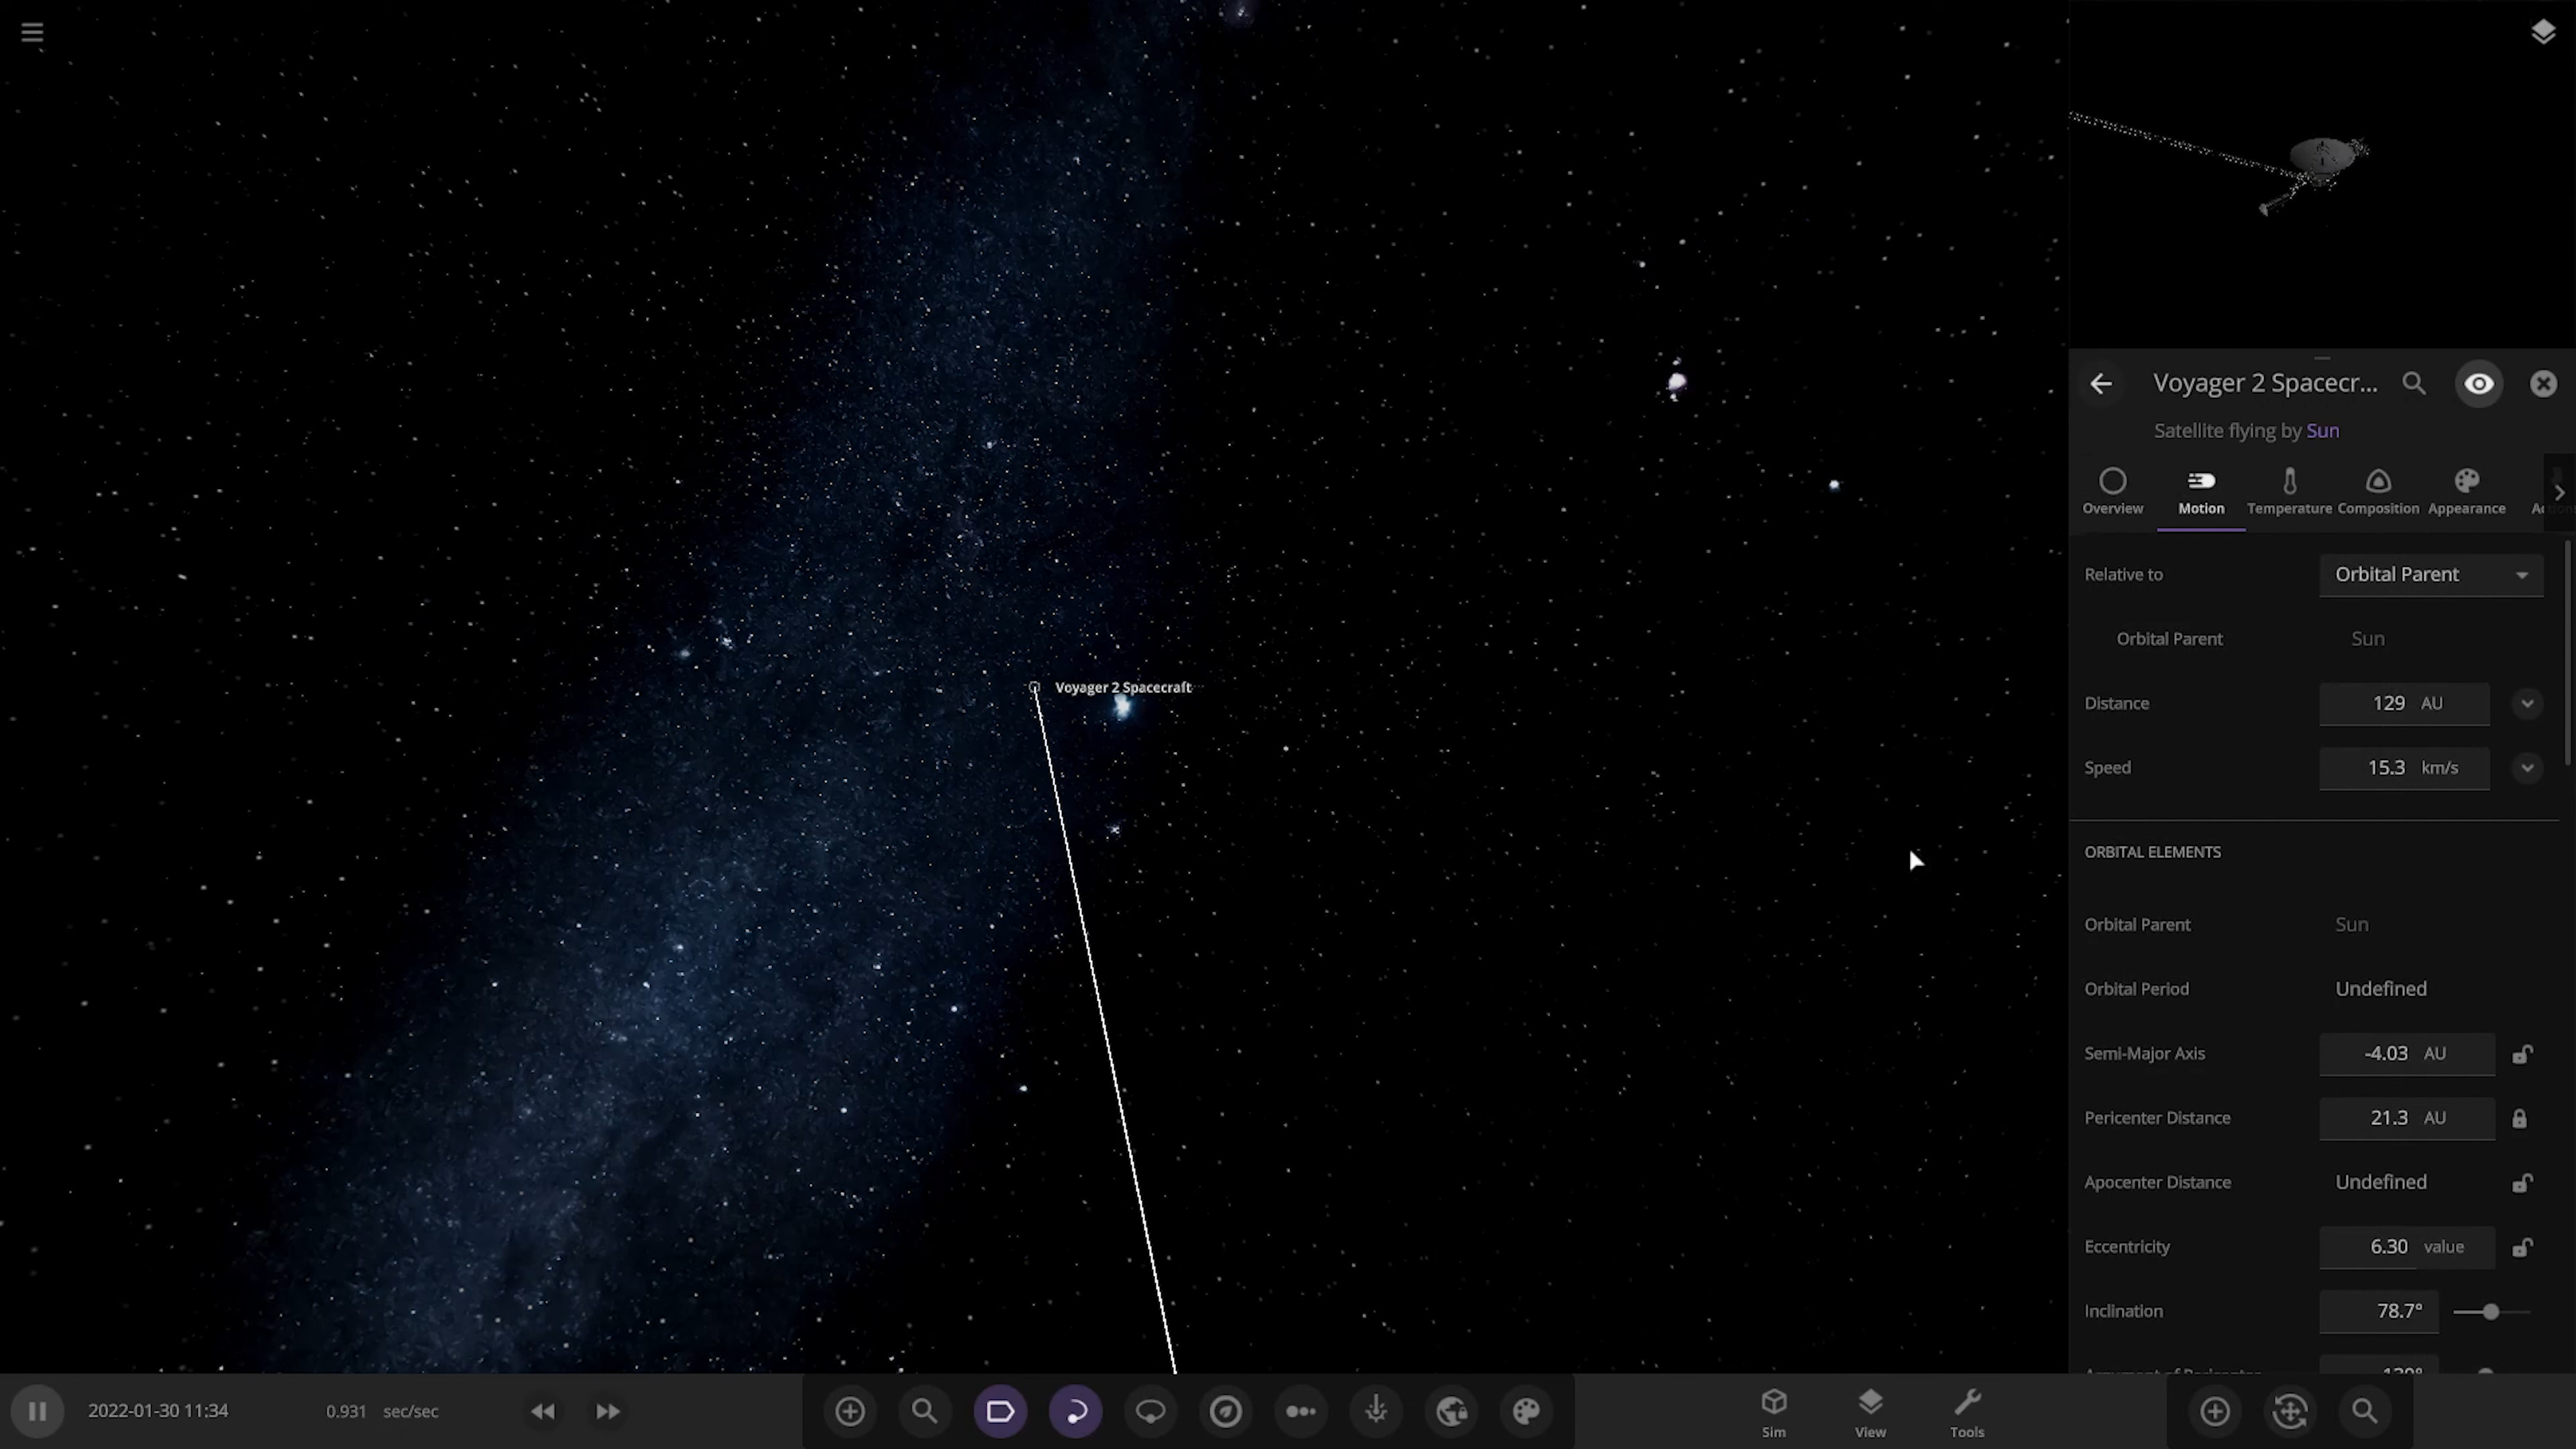 Voyager 2 Spacecr...
Satellite flying by Sun
Overview
Motion
Temperature
Composition
Appearance
Relative to
Orbital Parent
Orbital Parent
Sun
Distance
129 AU
Voyager 2 Spacecraft
Speed
15.3 km/s
ORBITAL ELEMENTS
Orbital Parent
Sun
Orbital Period
Undefined
Semi-Major Axis
-4.03 AU
Pericenter Distance
21.3 AU
Apocenter Distance
Undefined
Eccentricity
6.30 value
Inclination
78.7°
2022-01-30 11:34
0.931 sec/sec
Sim
View
Tools